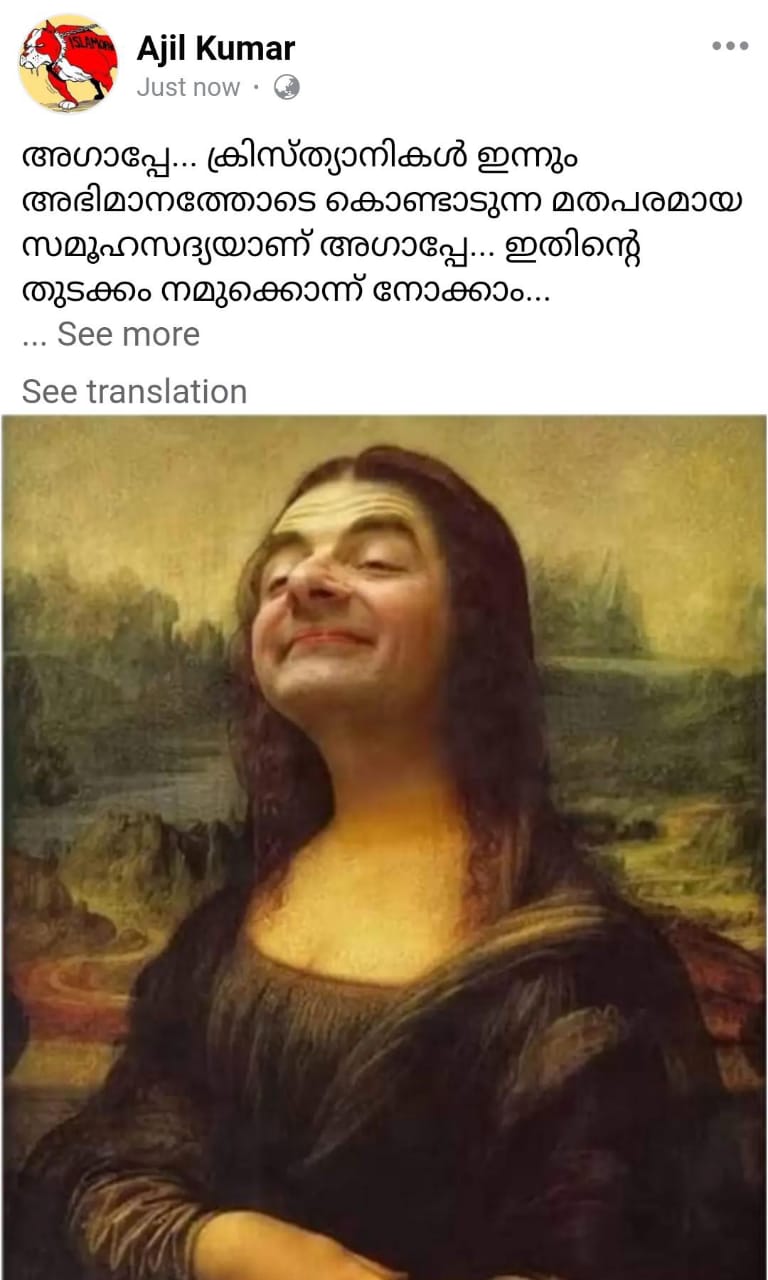 Ajil Kumar
Just now ·
അഗാപ്പേ... ക്രിസ്ത്യാനികൾ ഇന്നും
അഭിമാനത്തോടെ കൊണ്ടാടുന്ന മതപരമായ
സമൂഹസദ്യയാണ് അഗാപ്പേ... ഇതിന്റെ
തുടക്കം നമുക്കൊന്ന് നോക്കാം...
... See more
See translation